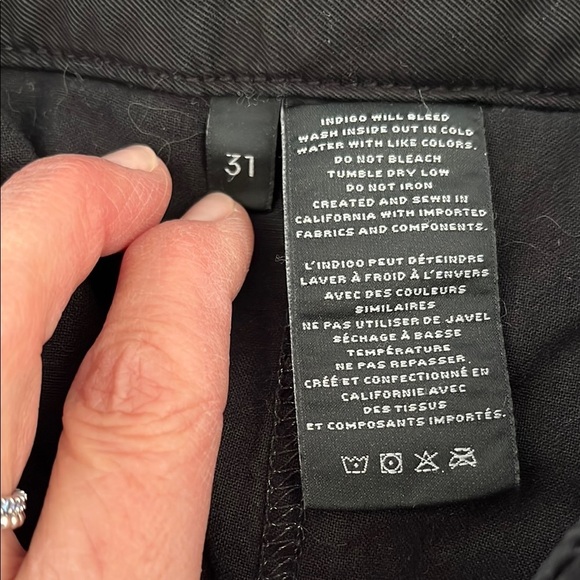 31
INDIGO WILL BLEED
WASH INSIDE OUT IN COLD
WATER WITH LIKE COLORS.
DO NOT BLEACH
TUMBLE DRY LOW
DO NOT IRON
CREATED AND SEWN IN
CALIFORNIA WITH IMPORTED
FABRICS AND COMPONENTS.
L'INDIGO PEUT DÉTEINDRE
LAVER À FROID À L'ENVERS
AVEC DES COULEURS
SIMILAIRES
NE PAS UTILISER DE JAVEL
SÉCHAGE À BASSE
TEMPÉRATURE
NE PAS REPASSER.
CRÉÉ ET CONFECTIONNÉ EN
CALIFORNIE AVEC
DES TISSUS
ET COMPOSANTS IMPORTÉS.